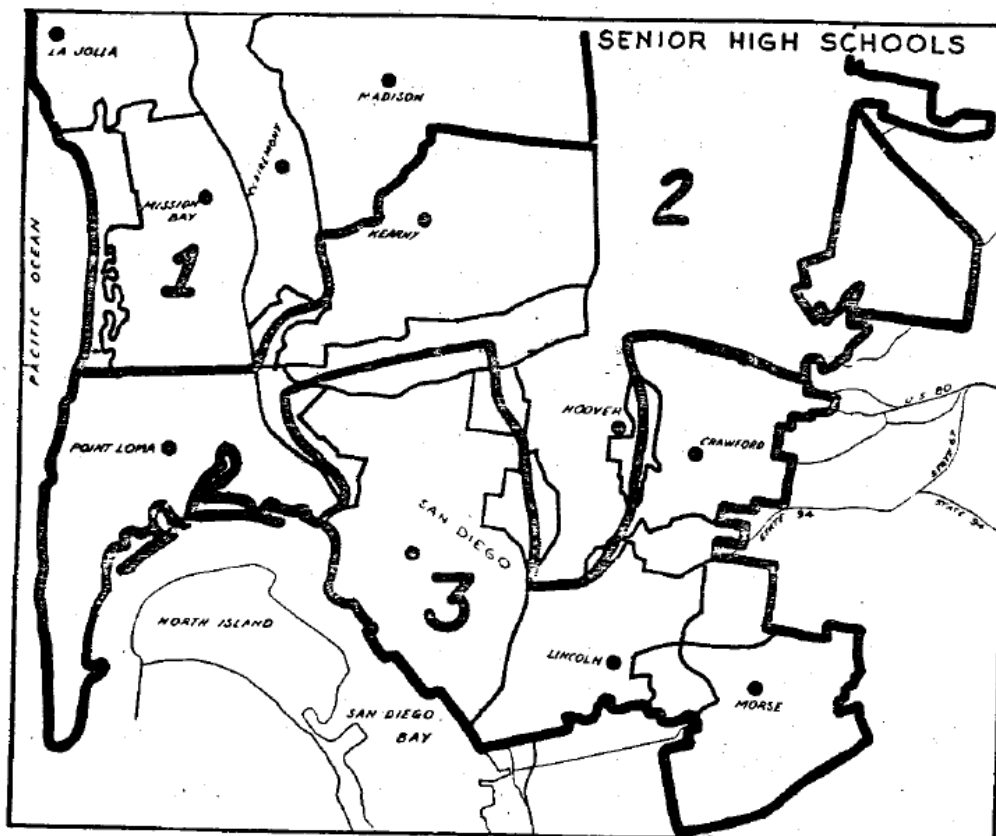 SENIOR HIGH SCHOOLS
LA JOLLA
MADISON
CLAIREMONT
MISSION
BAY
KEARNY
2
1
PACIFIC OCEAN
HOOVER
U S 80
POINT LOMA
CRAWFORD
STATE 67
SAN DIEGO
STATE 94
STATE 94
3
NORTH ISLAND
LINCOLN
MORSE
SAN DIEGO
BAY